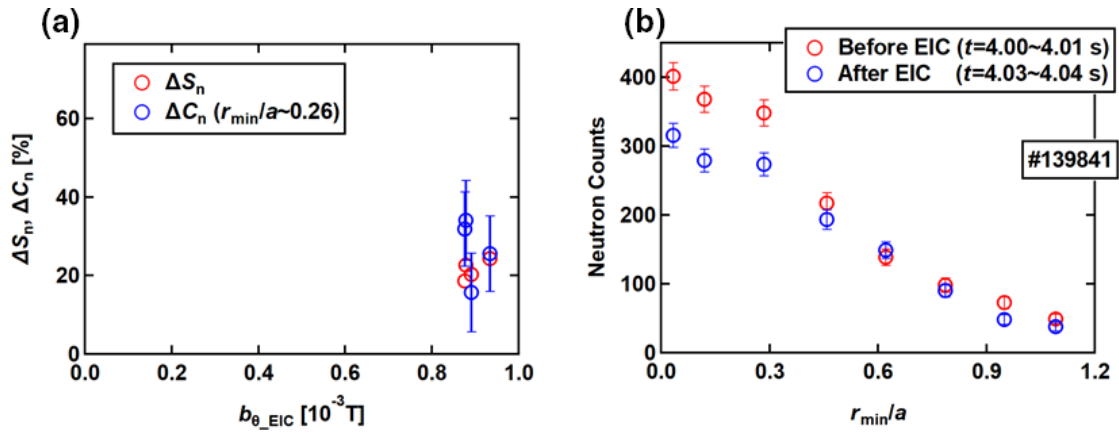 (a)
ΔSn
ΔCn (rmin/a~0.26)
ΔSn, ΔCn [%]
60
40
20
0
0.0 0.2 0.4 0.6 0.8 1.0
bθ_EIC [10⁻³T]
(b)
Before EIC (t=4.00~4.01 s)
After EIC (t=4.03~4.04 s)
#139841
Neutron Counts
400
300
200
100
0
0.0 0.3 0.6 0.9 1.2
rmin/a